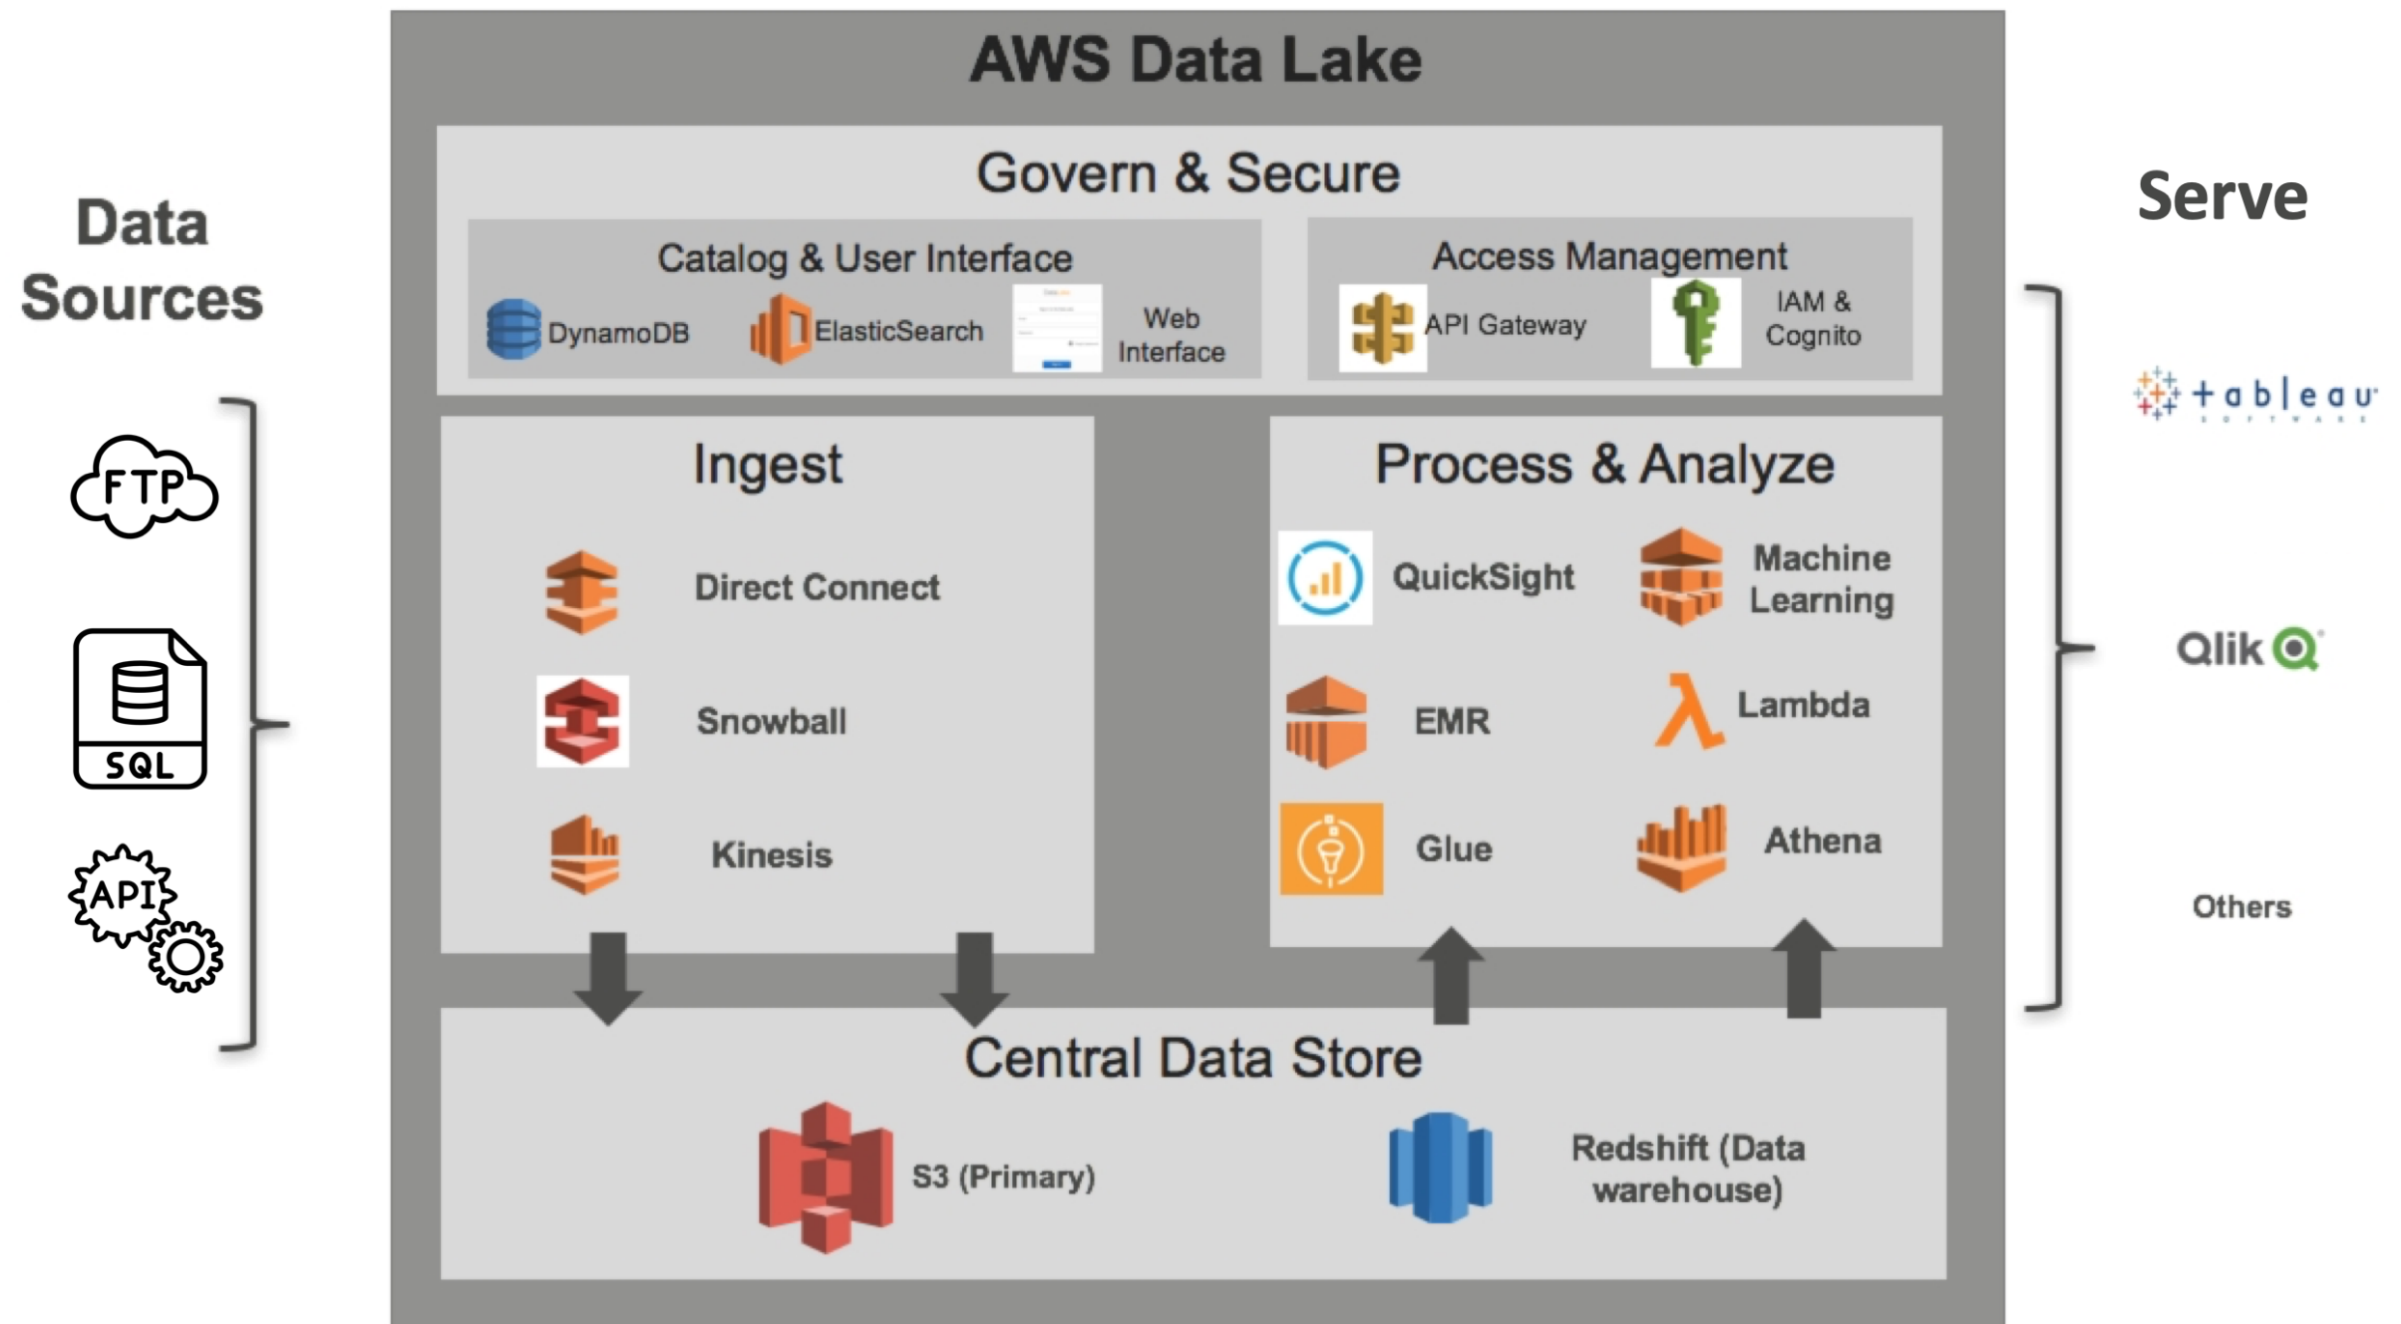 AWS Data Lake
Govern & Secure
Catalog & User Interface
DynamoDB
ElasticSearch
Web
Interface
Access Management
API Gateway
IAM &
Cognito
Data
Sources
FTP
SQL
API
Ingest
Direct Connect
Snowball
Kinesis
Process & Analyze
QuickSight
Machine
Learning
EMR
Lambda
Glue
Athena
Central Data Store
S3 (Primary)
Redshift (Data
warehouse)
Serve
tableau
SOFTWARE
Qlik
Others